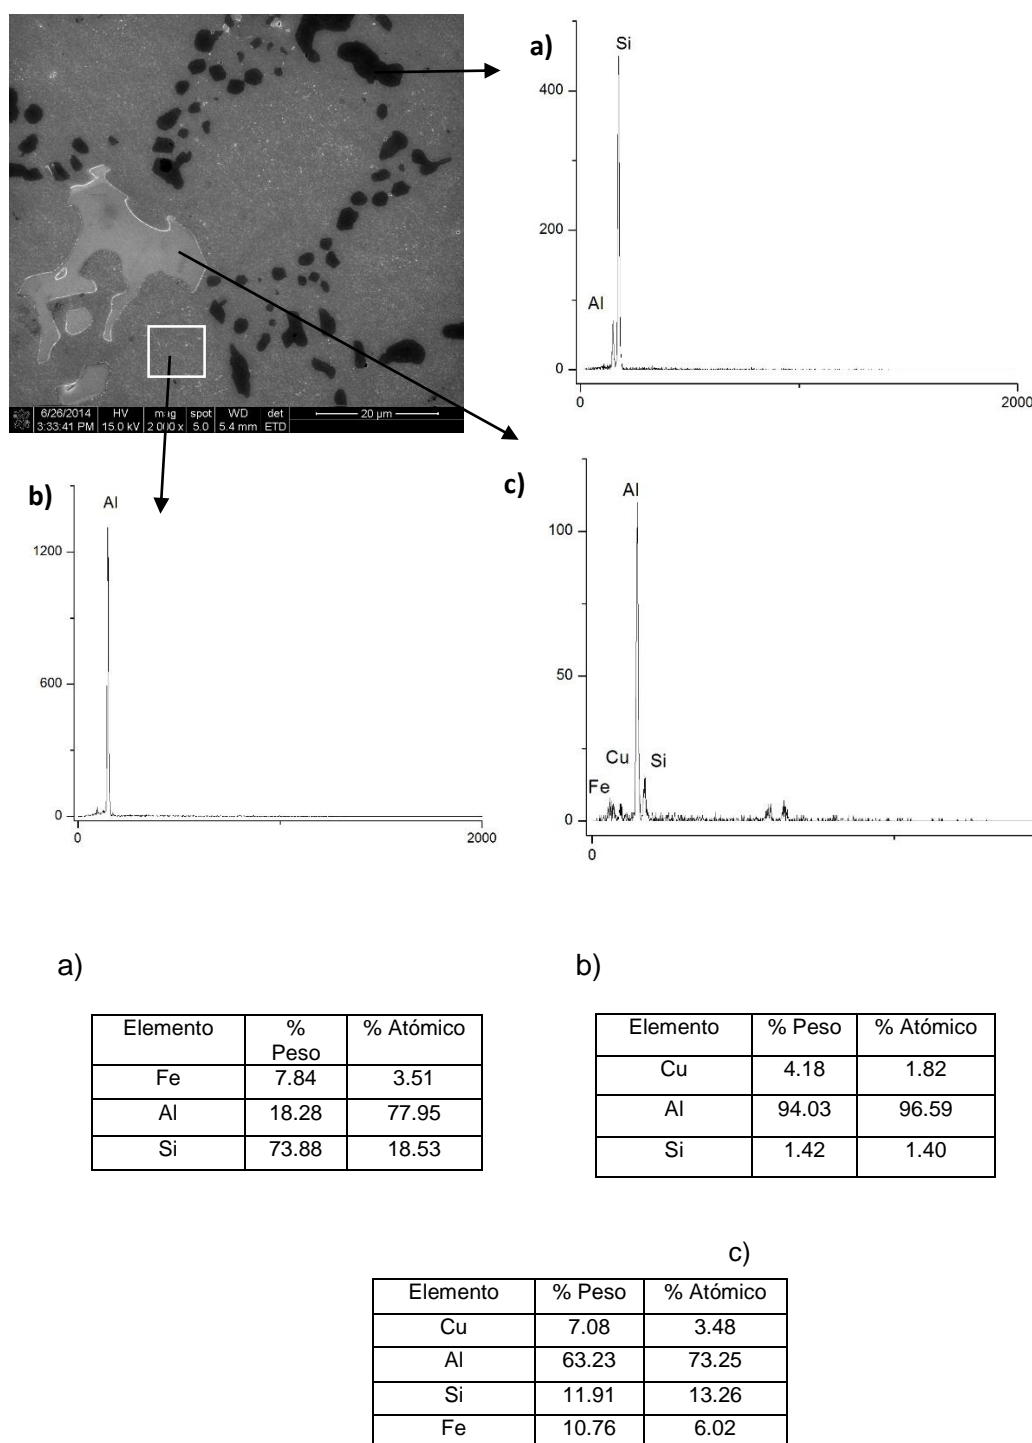 a)
Si
400
200
Al
0
0
2000
6/26/2014 HV mag spot WD det
3:33:41 PM 15.0 kV 2 000 x 5.0 5.4 mm ETD
20 µm
b)
Al
1200
600
0
0
2000
c)
Al
100
50
Cu
Si
Fe
0
0
a)
Elemento % Peso % Atómico
Fe 7.84 3.51
Al 18.28 77.95
Si 73.88 18.53
b)
Elemento % Peso % Atómico
Cu 4.18 1.82
Al 94.03 96.59
Si 1.42 1.40
c)
Elemento % Peso % Atómico
Cu 7.08 3.48
Al 63.23 73.25
Si 11.91 13.26
Fe 10.76 6.02